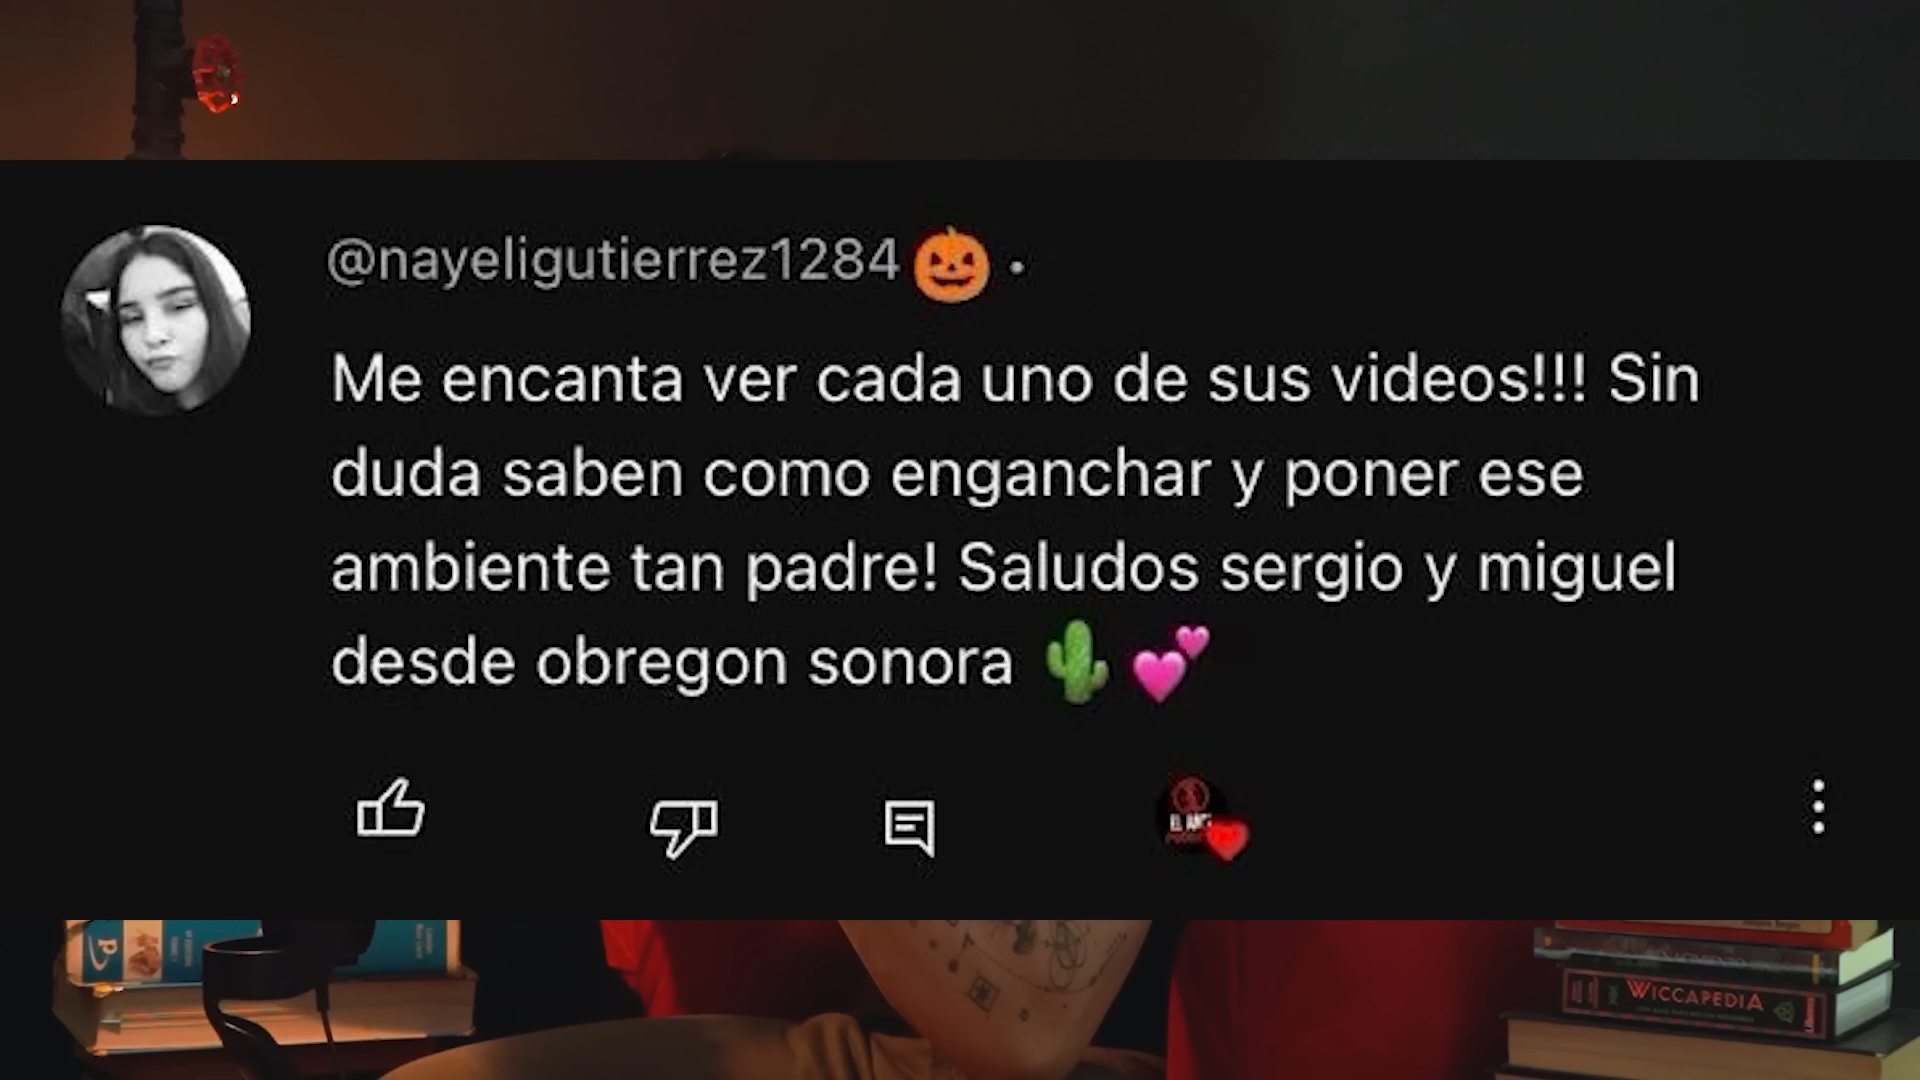 @nayeligutierrez1284🎃 •
Me encanta ver cada uno de sus videos!!! Sin
duda saben como enganchar y poner ese
ambiente tan padre! Saludos sergio y miguel
desde obregon sonora 🌵💕
EL
WICCAPEDIA